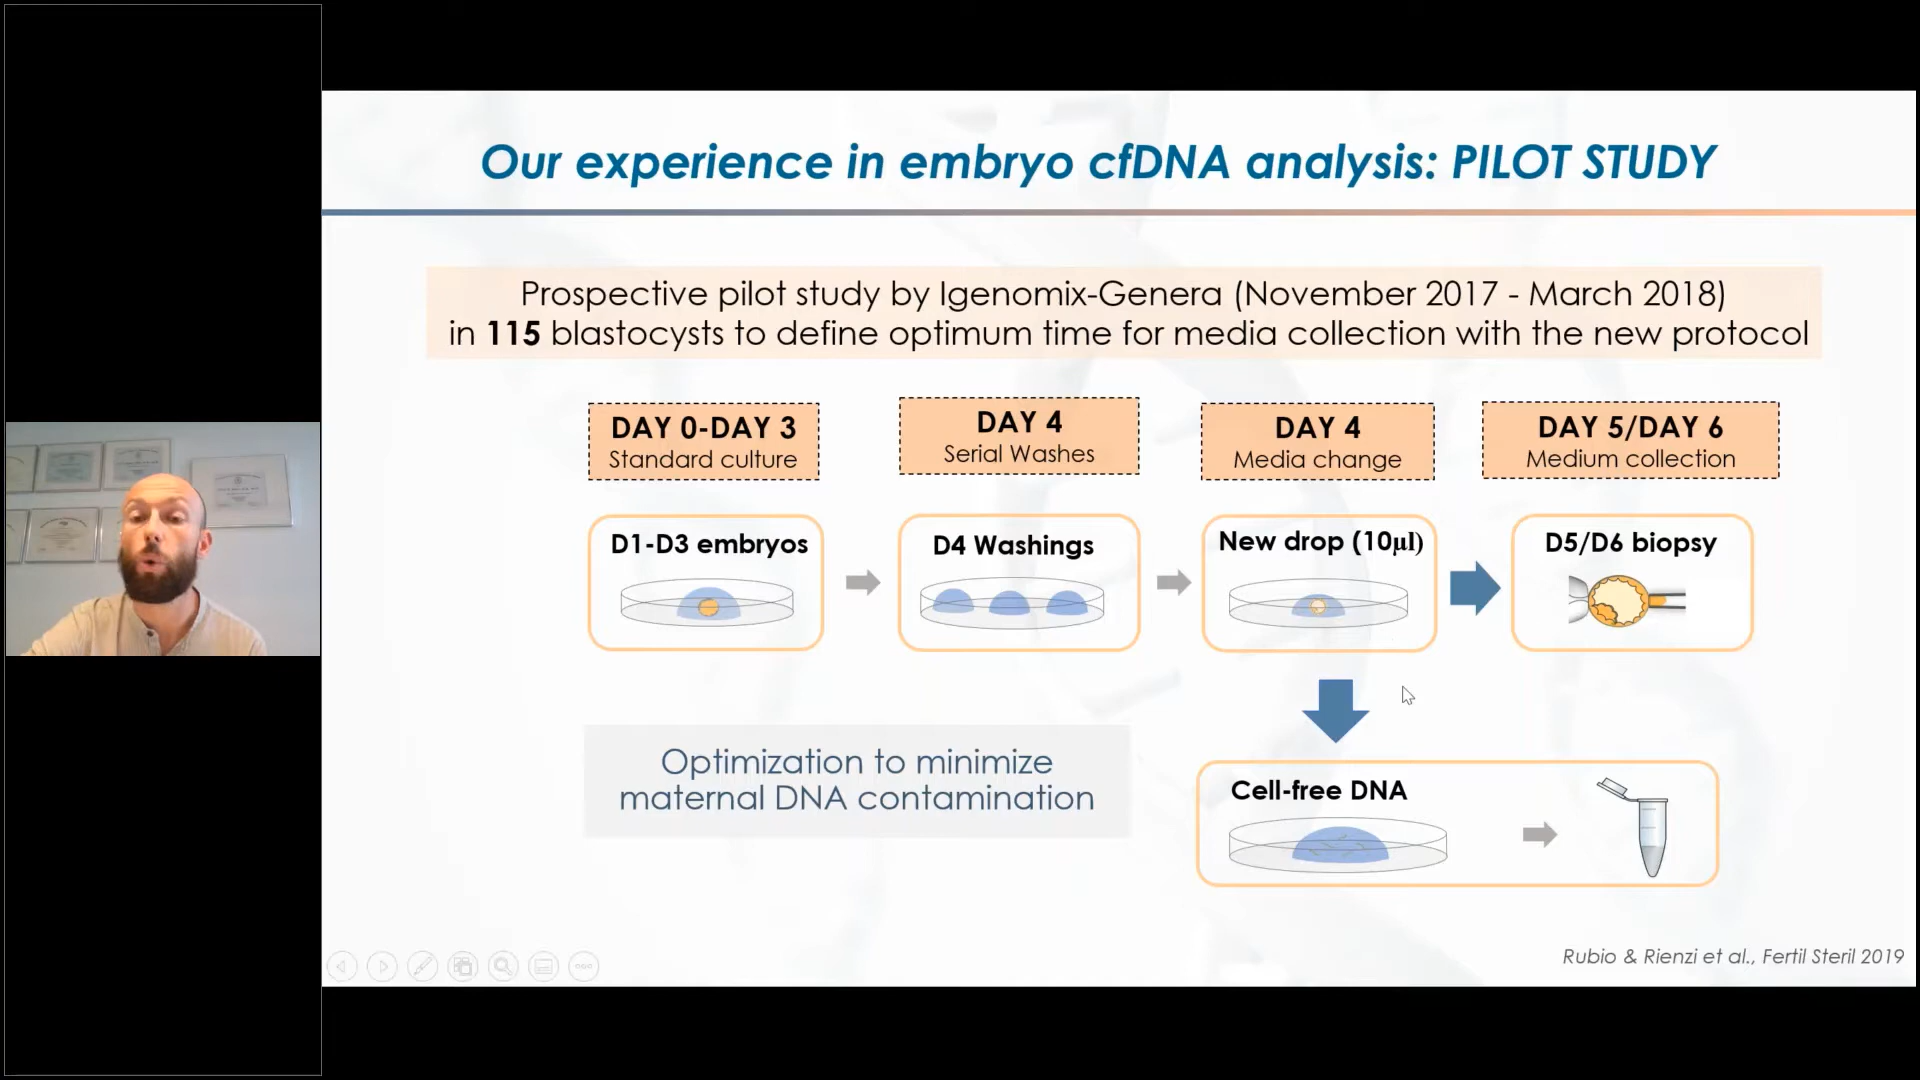 Our experience in embryo cfDNA analysis: PILOT STUDY
Prospective pilot study by Igenomix-Genera (November 2017 - March 2018)
in 115 blastocysts to define optimum time for media collection with the new protocol
DAY 0-DAY 3
Standard culture
DAY 4
Serial Washes
DAY 4
Media change
DAY 5/DAY 6
Medium collection
D1-D3 embryos
D4 Washings
New drop (10µl)
D5/D6 biopsy
Optimization to minimize
maternal DNA contamination
Cell-free DNA
Rubio & Rienzi et al., Fertil Steril 2019